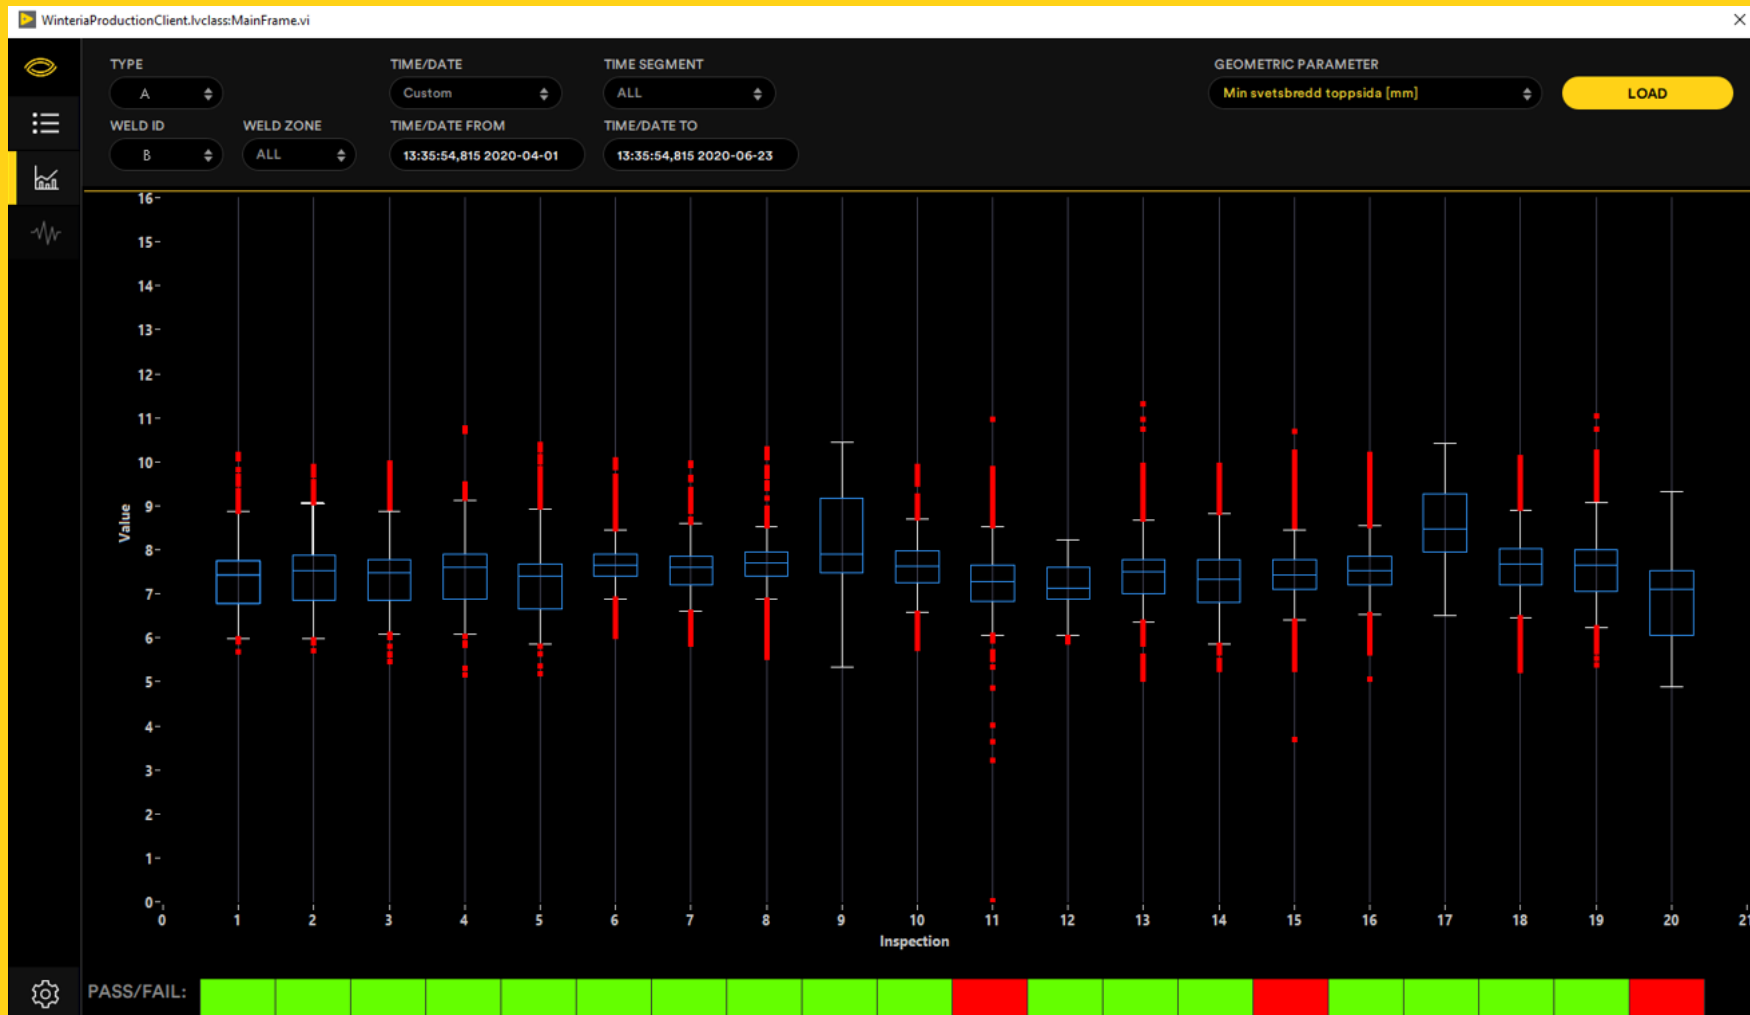 WinteriaProductionClient.lvclass:MainFrame.vi
TYPE
TIME/DATE
TIME SEGMENT
GEOMETRIC PARAMETER
A
Custom
ALL
Min svetsbredd toppsida [mm]
LOAD
WELD ID
WELD ZONE
TIME/DATE FROM
TIME/DATE TO
B
ALL
13:35:54,815 2020-04-01
13:35:54,815 2020-06-23
16
15
14
13
12
11
10
9
8
7
6
5
4
3
2
1
0
Value
0 1 2 3 4 5 6 7 8 9 10 11 12 13 14 15 16 17 18 19 20 21
Inspection
PASS/FAIL: